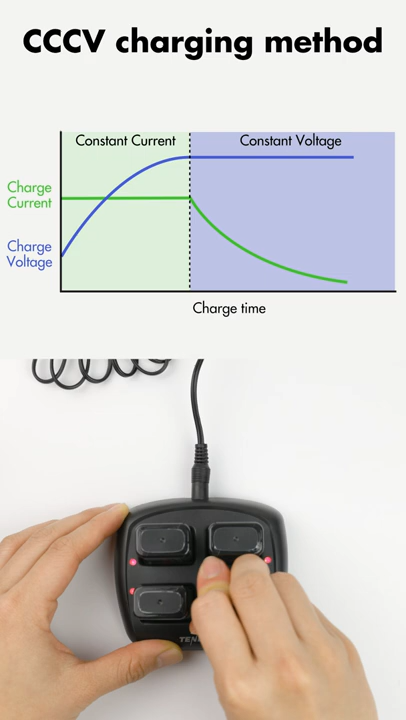 CCCV charging method
Constant Current
Constant Voltage
Charge
Current
Charge
Voltage
Charge time